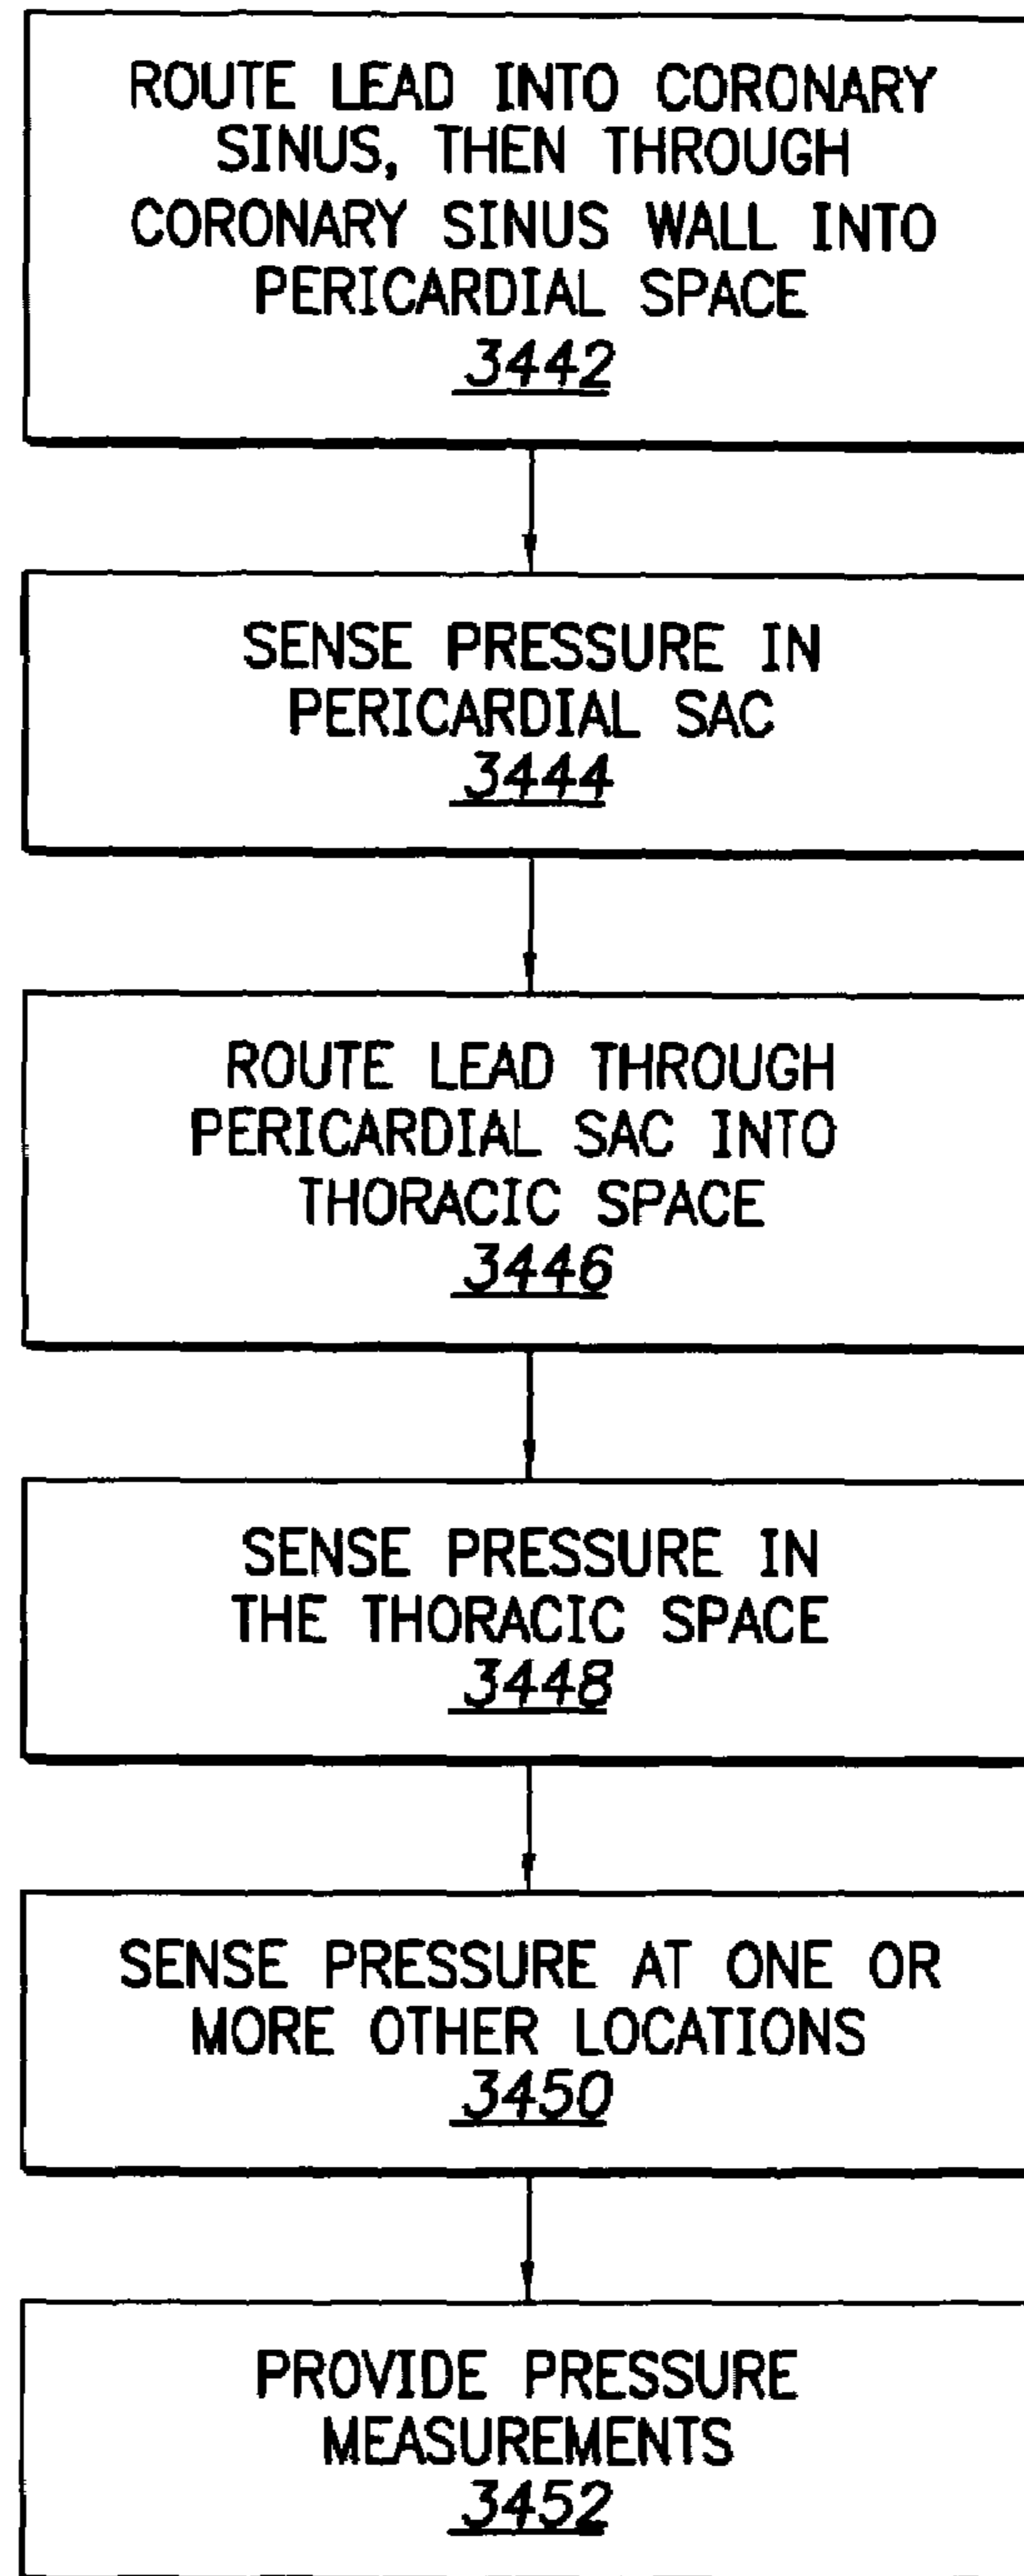 ROUTE LEAD INTO CORONARY
SINUS, THEN THROUGH
CORONARY SINUS WALL INTO
PERICARDIAL SPACE
3442
SENSE PRESSURE IN
PERICARDIAL SAC
3444
ROUTE LEAD THROUGH
PERICARDIAL SAC INTO
THORACIC SPACE
3446
SENSE PRESSURE IN
THE THORACIC SPACE
3448
SENSE PRESSURE AT ONE OR
MORE OTHER LOCATIONS
3450
PROVIDE PRESSURE
MEASUREMENTS
3452